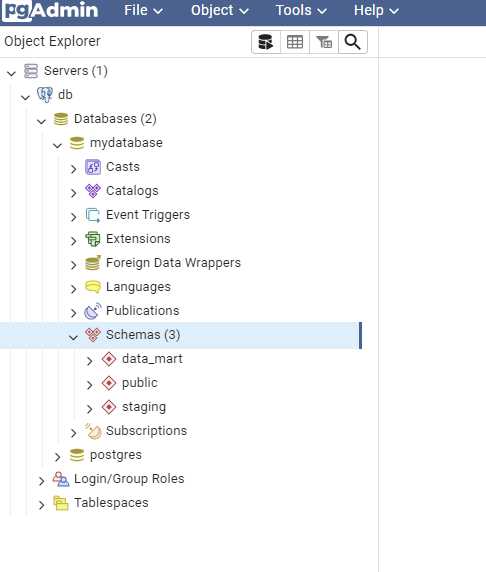 pgAdmin File Object Tools Help
Object Explorer
Servers (1)
db
Databases (2)
mydatabase
Casts
Catalogs
Event Triggers
Extensions
Foreign Data Wrappers
Languages
Publications
Schemas (3)
data_mart
public
staging
Subscriptions
postgres
Login/Group Roles
Tablespaces